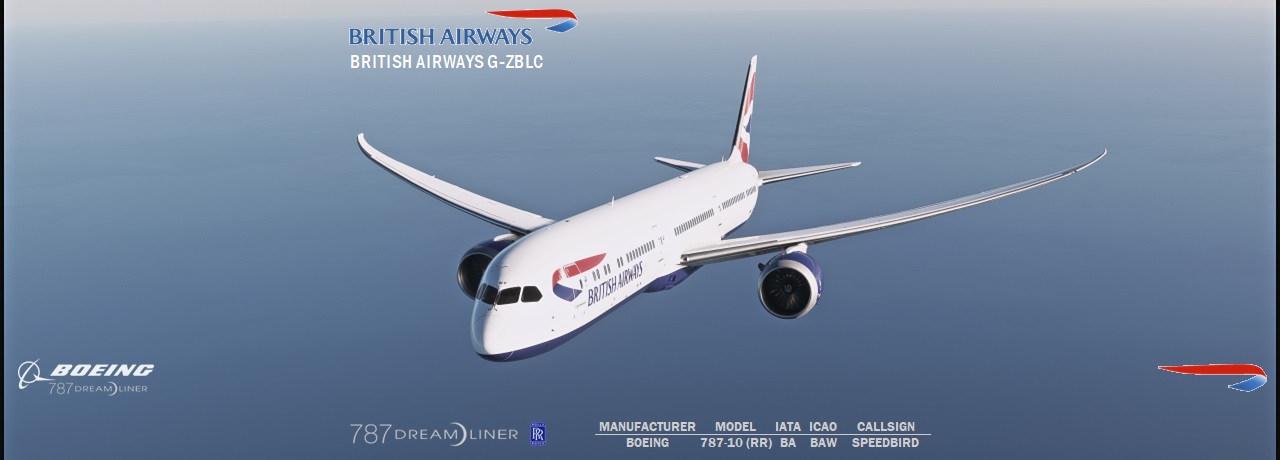 BRITISH AIRWAYS
BRITISH AIRWAYS G-ZBLC
BRITISH AIRWAYS
BOEING
787 DREAMLINER
787 DREAMLINER
MANUFACTURER MODEL IATA ICAO CALLSIGN
BOEING 787-10 (RR) BA BAW SPEEDBIRD